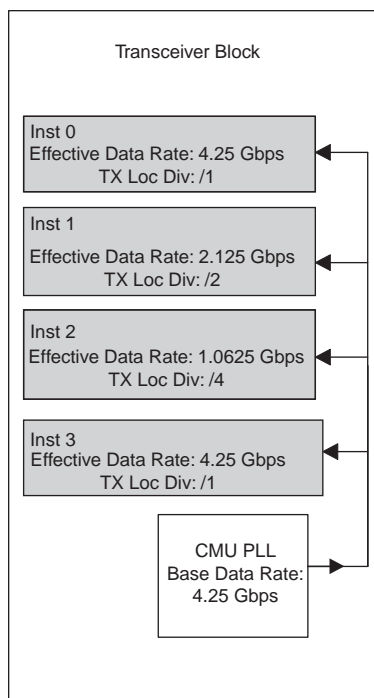 Transceiver Block
Inst 0
Effective Data Rate: 4.25 Gbps
TX Loc Div: /1
Inst 1
Effective Data Rate: 2.125 Gbps
TX Loc Div: /2
Inst 2
Effective Data Rate: 1.0625 Gbps
TX Loc Div: /4
Inst 3
Effective Data Rate: 4.25 Gbps
TX Loc Div: /1
CMU PLL
Base Data Rate:
4.25 Gbps